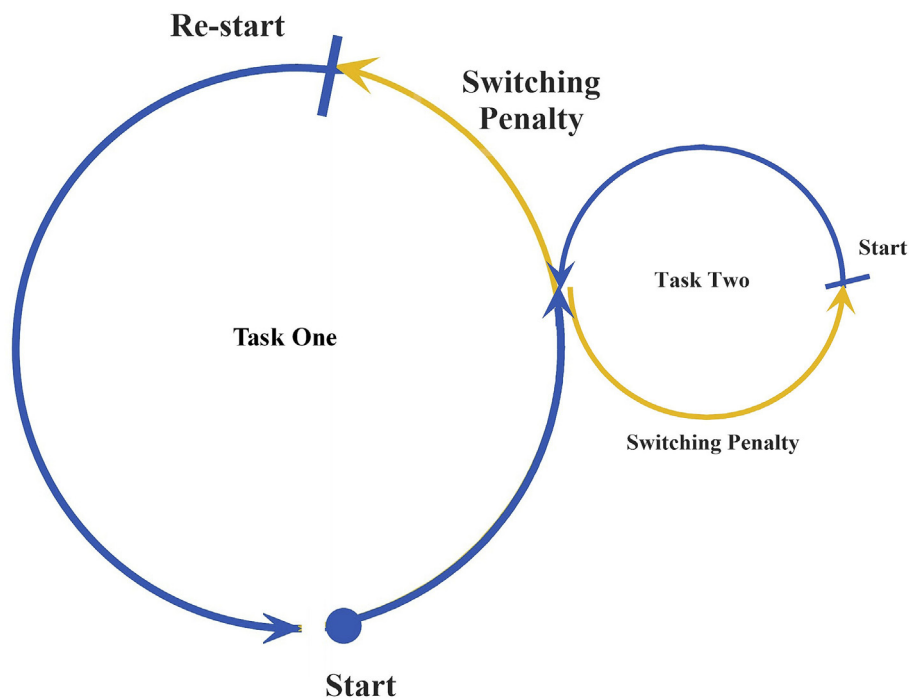 Re-start
Switching
Penalty
Start
Task Two
Task One
Switching Penalty
Start